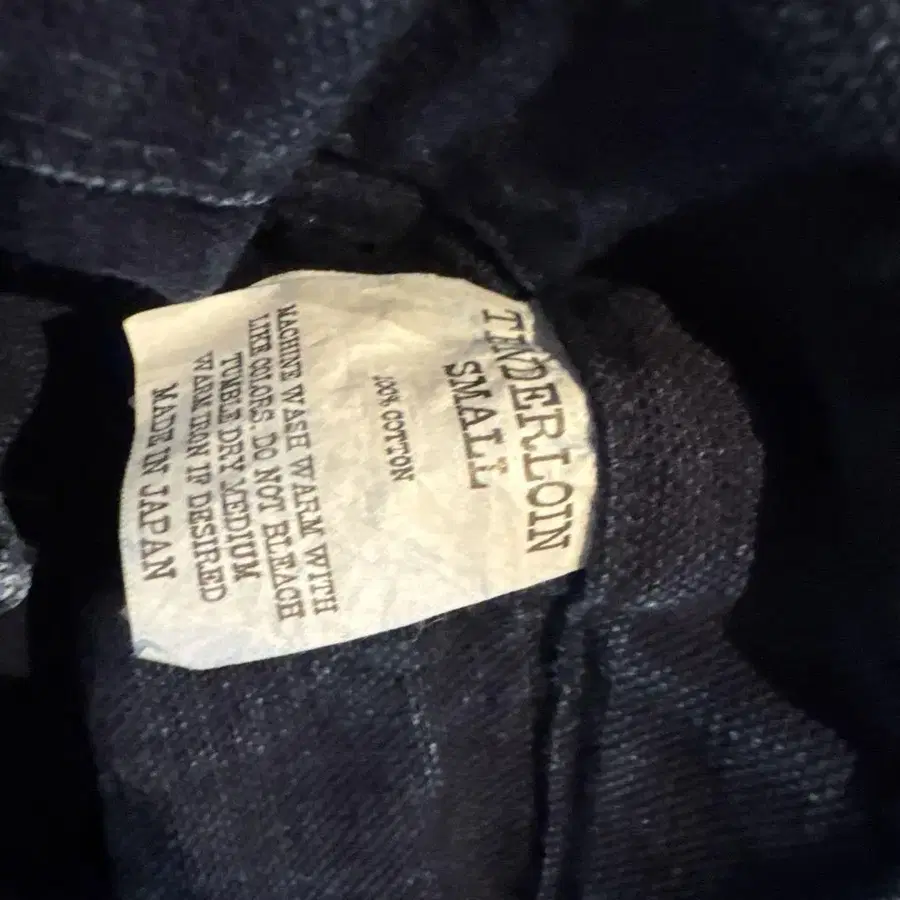 TENDERLOIN
SMALL
100% COTTON
MACHINE WASH WARM WITH
LIKE COLORS. DO NOT BLEACH
TUMBLE DRY MEDIUM
WARM IRON IF DESIRED
MADE IN JAPAN